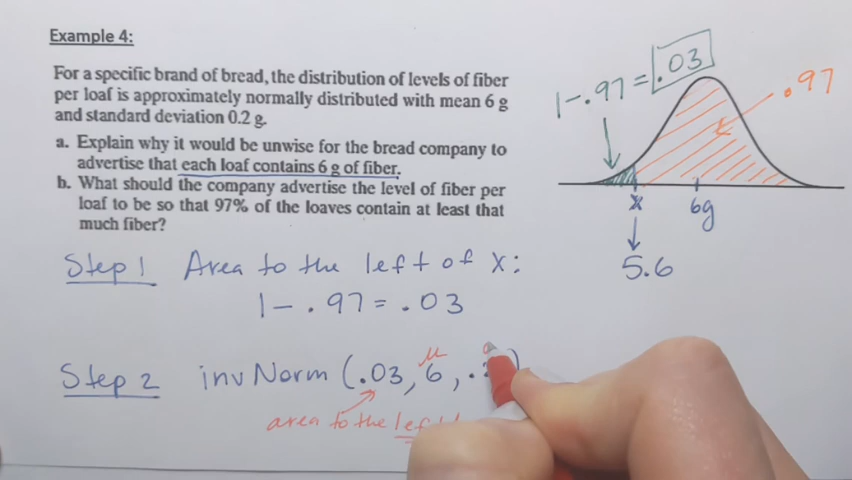 Example 4:
For a specific brand of bread, the distribution of levels of fiber
per loaf is approximately normally distributed with mean 6 g
and standard deviation 0.2 g.
a. Explain why it would be unwise for the bread company to
advertise that each loaf contains 6 g of fiber.
b. What should the company advertise the level of fiber per
loaf to be so that 97% of the loaves contain at least that
much fiber?
1-.97=.03
.97
x
6g
5.6
Step 1 Area to the left of x:
1-.97=.03
μ
Step 2 invNorm (.03, 6, .
area to the left